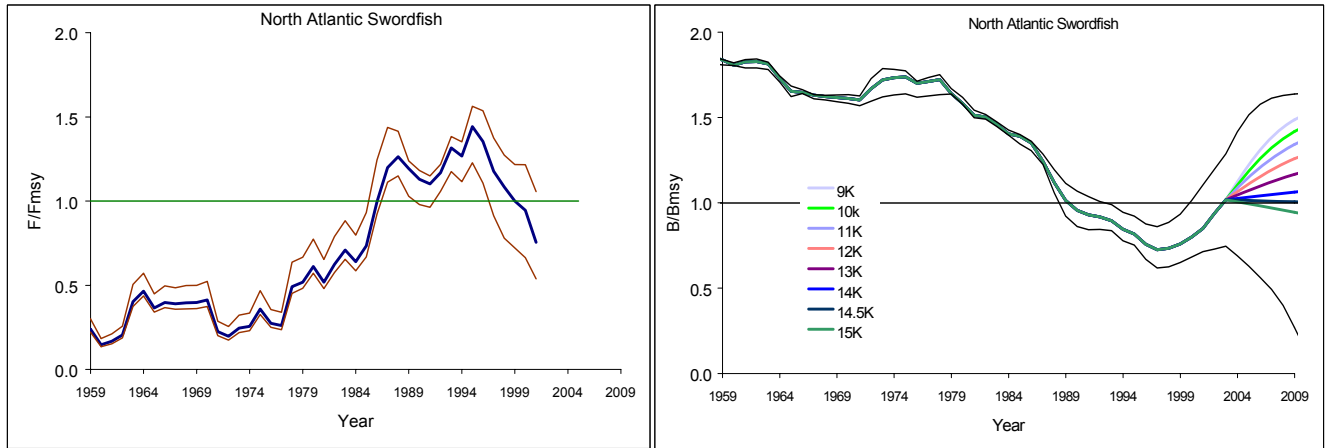 North Atlantic Swordfish
2.0
1.5
1.0
0.5
0.0
F/Fmsy
1959 1964 1969 1974 1979 1984 1989 1994 1999 2004 2009
Year
North Atlantic Swordfish
2.0
1.5
1.0
0.5
0.0
B/Bmsy
9K
10k
11K
12K
13K
14K
14.5K
15K
1959 1964 1969 1974 1979 1984 1989 1994 1999 2004 2009
Year